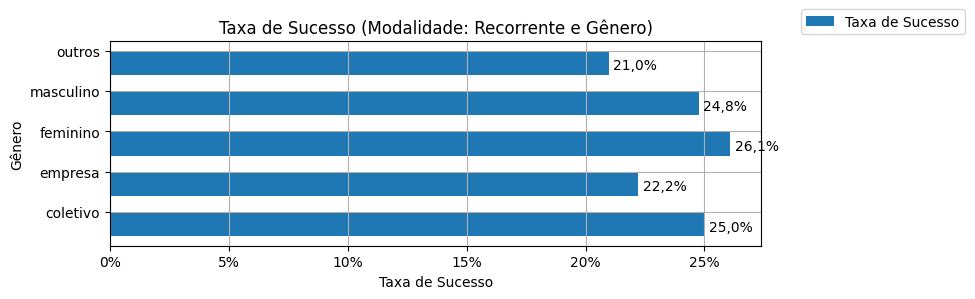 Taxa de Sucesso (Modalidade: Recorrente e Gênero)
Taxa de Sucesso
outros
21,0%
masculino
24,8%
feminino
26,1%
empresa
22,2%
coletivo
25,0%
Gênero
0%
5%
10%
15%
20%
25%
Taxa de Sucesso